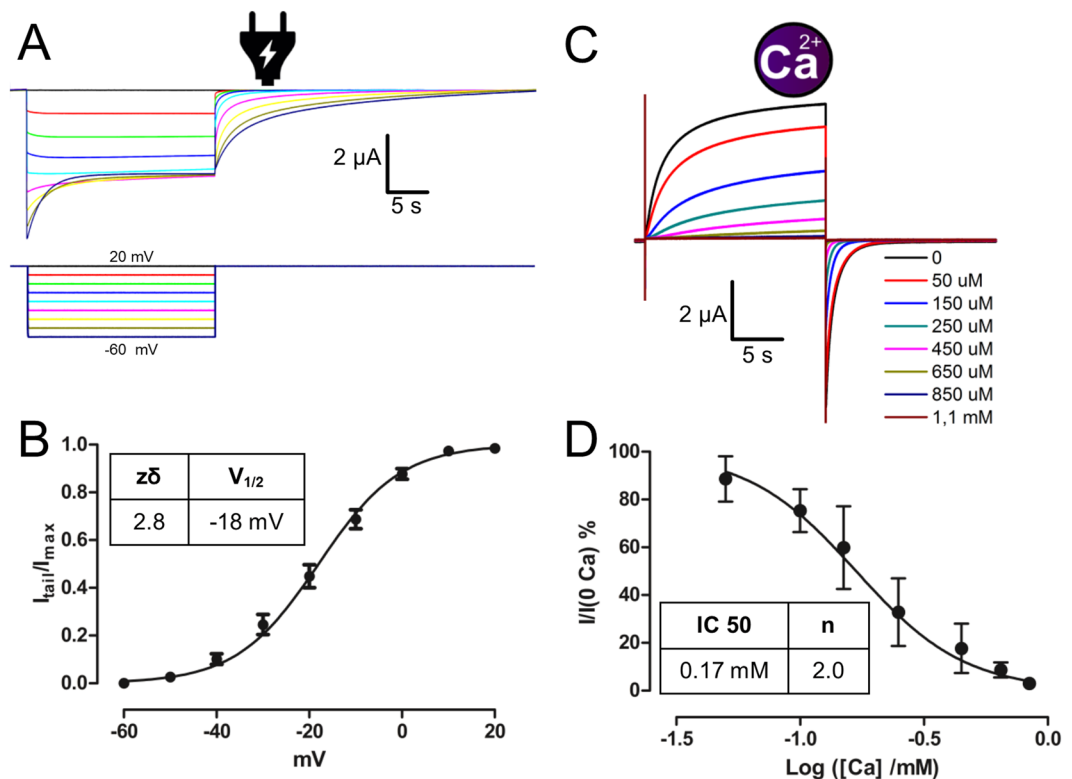 A
2 µA
5 s
20 mV
-60 mV
C
Ca 2+
2 µA
5 s
0
50 uM
150 uM
250 uM
450 uM
650 uM
850 uM
1,1 mM
B
zδ V1/2
2.8 -18 mV
Itail/Imax
1.0
0.8
0.6
0.4
0.2
0.0
-60 -40 -20 0 20
mV
D
I/I(0 Ca) %
100
80
60
40
20
0
IC 50 n
0.17 mM 2.0
-1.5 -1.0 -0.5 0.0
Log ([Ca] /mM)